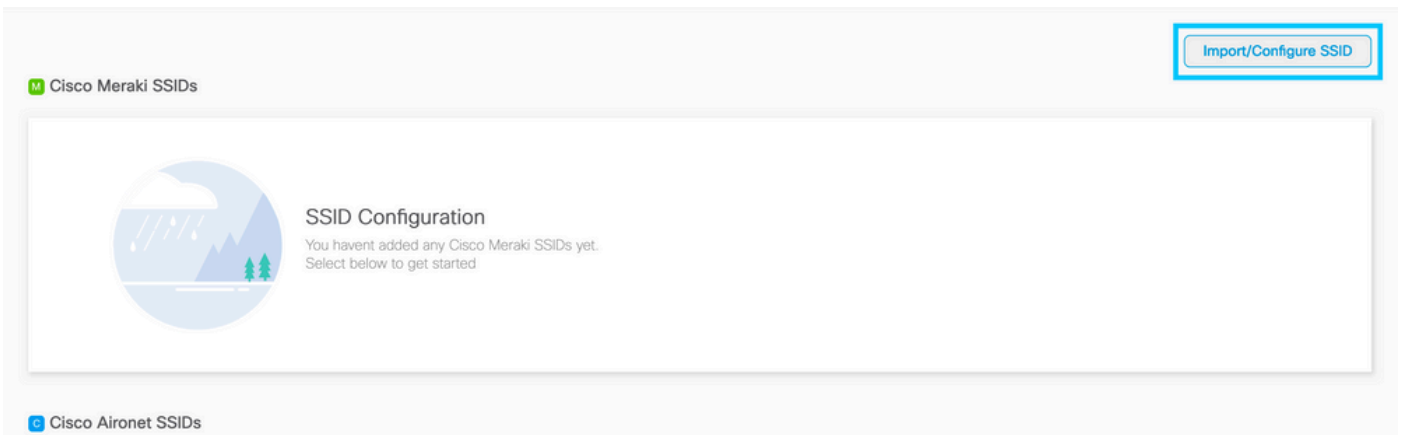 Import/Configure SSID
M Cisco Meraki SSIDs
SSID Configuration
You havent added any Cisco Meraki SSIDs yet.
Select below to get started
C Cisco Aironet SSIDs